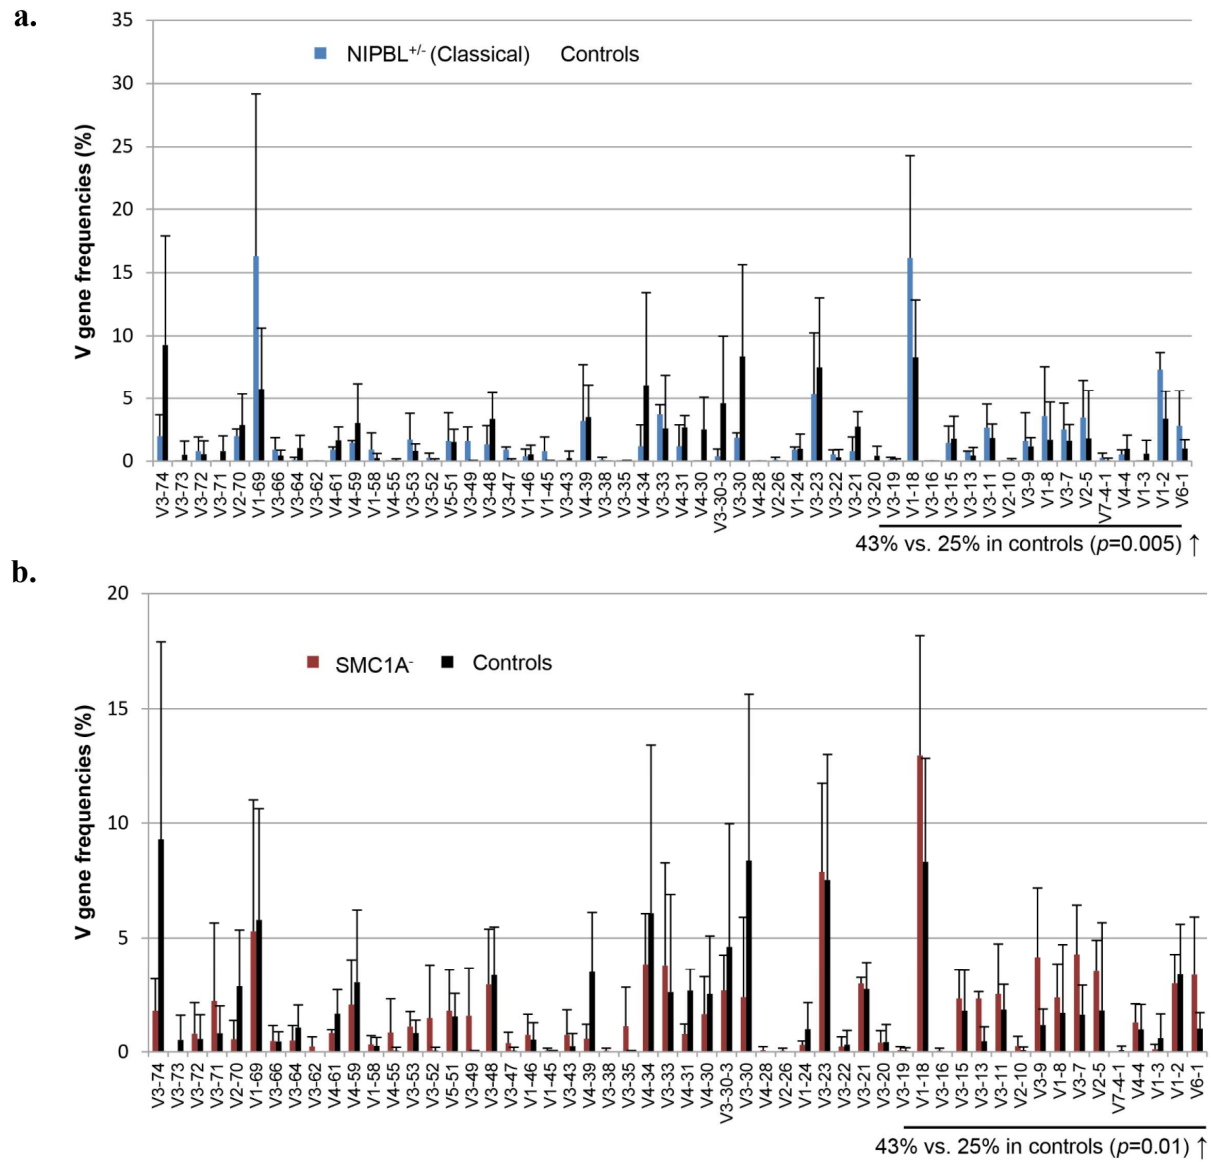 a.
35
30
25
20
15
10
5
0
V gene frequencies (%)
NIPBL+/- (Classical) Controls
V3-74 V3-73 V3-72 V3-71 V2-70 V1-69 V3-66 V3-64 V3-62 V4-61 V4-59 V1-58 V4-55 V3-53 V3-52 V5-51 V3-49 V3-48 V3-47 V1-46 V1-45 V3-43 V4-39 V3-38 V3-35 V4-34 V3-33 V4-31 V4-30 V3-30-3 V3-30 V4-28 V2-26 V1-24 V3-23 V3-22 V3-21 V3-20 V3-19 V1-18 V3-16 V3-15 V3-13 V3-11 V2-10 V3-9 V1-8 V3-7 V2-5 V7-4-1 V4-4 V1-3 V1-2 V6-1
43% vs. 25% in controls (p=0.005) ↑
b.
20
15
10
5
0
V gene frequencies (%)
SMC1A- Controls
V3-74 V3-73 V3-72 V3-71 V2-70 V1-69 V3-66 V3-64 V3-62 V4-61 V4-59 V1-58 V4-55 V3-53 V3-52 V5-51 V3-49 V3-48 V3-47 V1-46 V1-45 V3-43 V4-39 V3-38 V3-35 V4-34 V3-33 V4-31 V4-30 V3-30-3 V3-30 V4-28 V2-26 V1-24 V3-23 V3-22 V3-21 V3-20 V3-19 V1-18 V3-16 V3-15 V3-13 V3-11 V2-10 V3-9 V1-8 V3-7 V2-5 V7-4-1 V4-4 V1-3 V1-2 V6-1
43% vs. 25% in controls (p=0.01) ↑